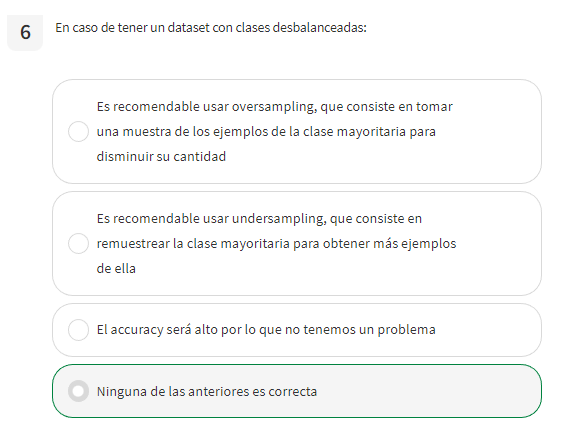 6
En caso de tener un dataset con clases desbalanceadas:
Es recomendable usar oversampling, que consiste en tomar
una muestra de los ejemplos de la clase mayoritaria para
disminuir su cantidad
Es recomendable usar undersampling, que consiste en
remuestrear la clase mayoritaria para obtener más ejemplos
de ella
El accuracy será alto por lo que no tenemos un problema
Ninguna de las anteriores es correcta